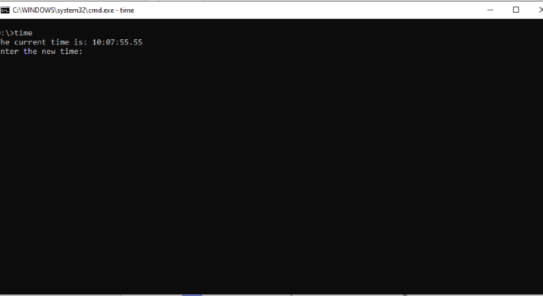 C:\WINDOWS\system32\cmd.exe - time
:\>time
he current time is: 10:07:55.55
nter the new time: